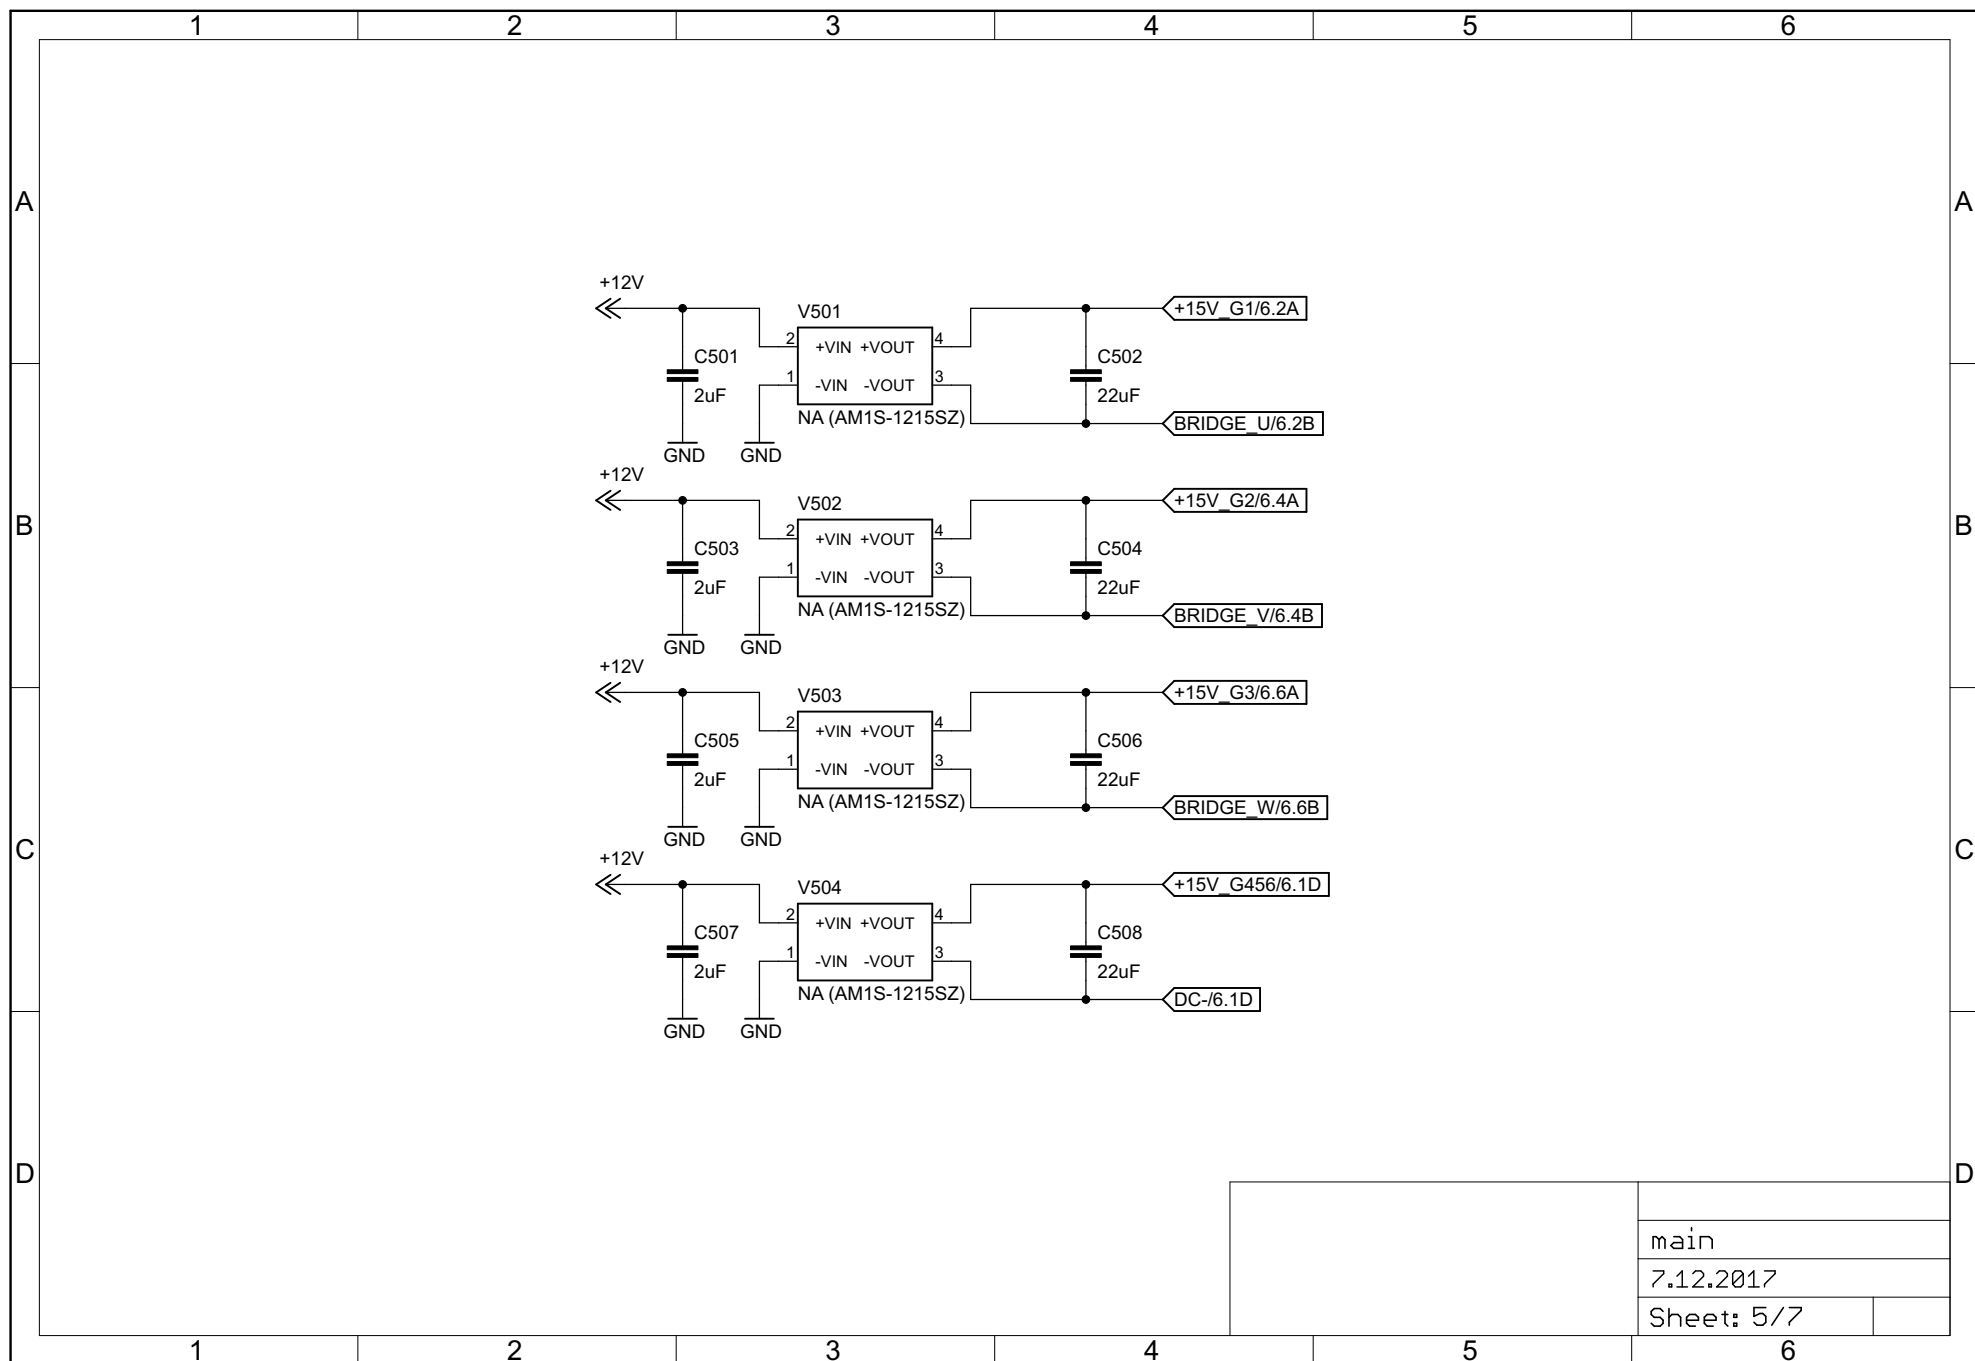 1 2 3 4 5 6
A A
+12V
V501
+15V_G1/6.2A
2 +VIN +VOUT 4
C501 C502
1 -VIN -VOUT 3
2uF 22uF
NA (AM1S-1215SZ)
BRIDGE_U/6.2B
GND GND
+12V
V502
+15V_G2/6.4A
B B
2 +VIN +VOUT 4
C503 C504
1 -VIN -VOUT 3
2uF 22uF
NA (AM1S-1215SZ)
BRIDGE_V/6.4B
GND GND
+12V
V503
+15V_G3/6.6A
2 +VIN +VOUT 4
C505 C506
1 -VIN -VOUT 3
2uF 22uF
NA (AM1S-1215SZ)
BRIDGE_W/6.6B
GND GND
C C
+12V
V504
+15V_G456/6.1D
2 +VIN +VOUT 4
C507 C508
1 -VIN -VOUT 3
2uF 22uF
NA (AM1S-1215SZ)
DC-/6.1D
GND GND
D D
main
7.12.2017
Sheet: 5/7
1 2 3 4 5 6